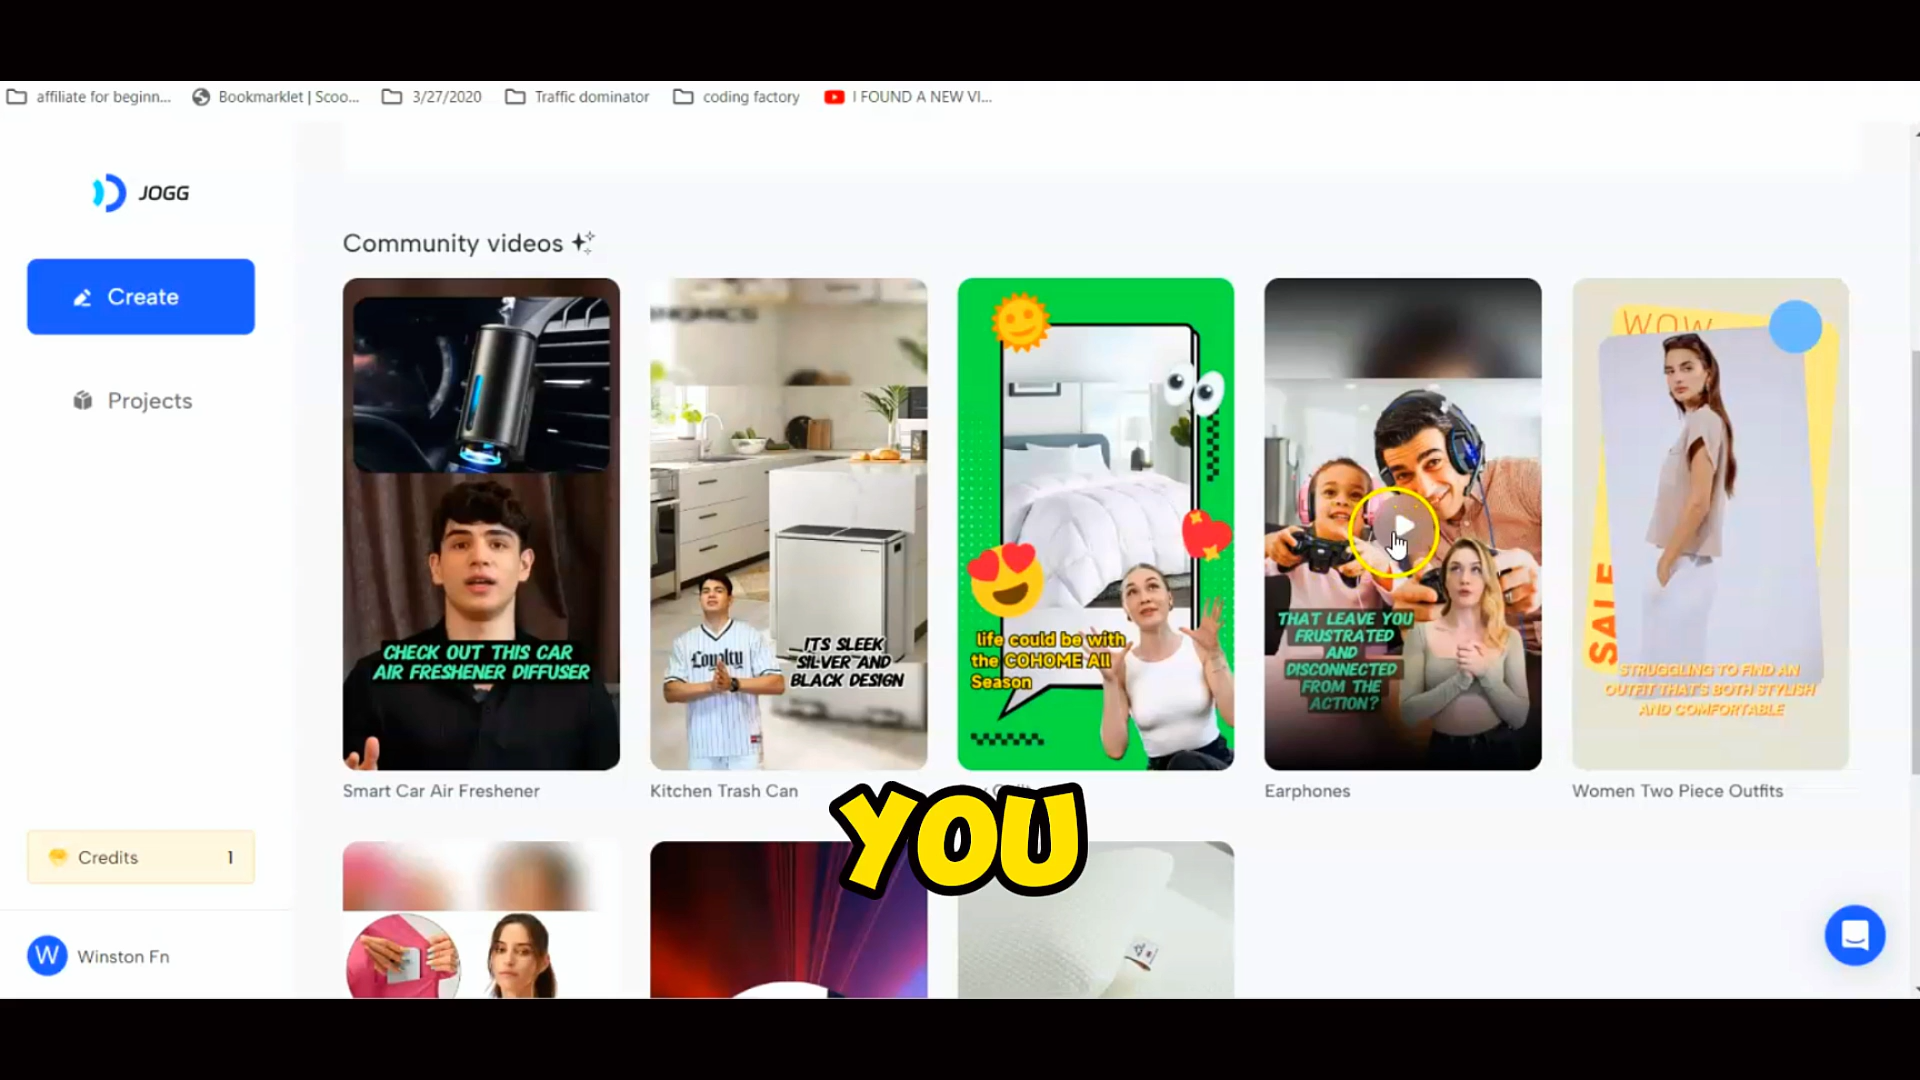 affiliate for beginn...
Bookmarklet | Scoo...
3/27/2020
Traffic dominator
coding factory
I FOUND A NEW VI...
JOGG
Create
Projects
Community videos
CHECK OUT THIS CAR
AIR FRESHENER DIFFUSER
Smart Car Air Freshener
Loyalty
ITS SLEEK
SILVER AND
BLACK DESIGN
Kitchen Trash Can
life could be with
the COHOME All
Season
THAT LEAVE YOU
FRUSTRATED
AND
DISCONNECTED
FROM THE
ACTION?
Earphones
WOW
SALE
STRUGGLING TO FIND AN
OUTFIT THAT'S BOTH STYLISH
AND COMFORTABLE
Women Two Piece Outfits
YOU
Credits 1
W
Winston Fn